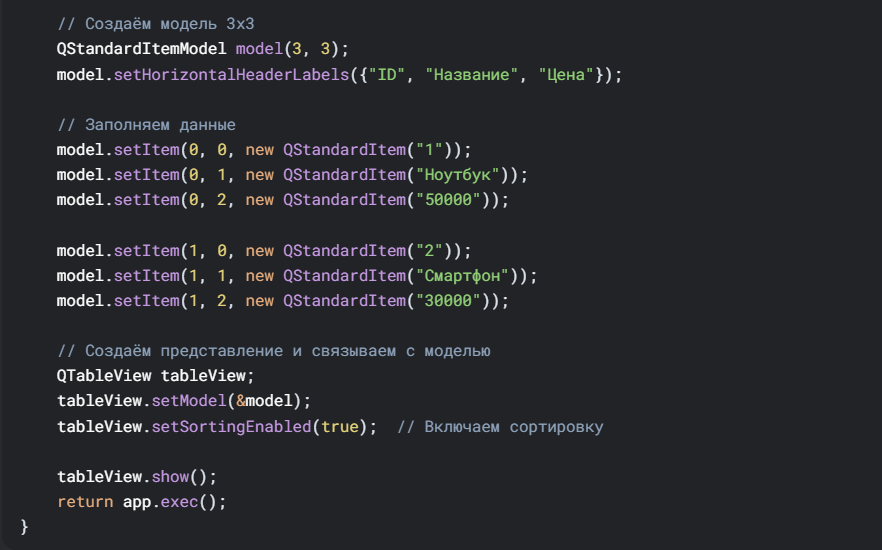 // Создаём модель 3x3
QStandardItemModel model(3, 3);
model.setHorizontalHeaderLabels({"ID", "Название", "Цена"});
// Заполняем данные
model.setItem(0, 0, new QStandardItem("1"));
model.setItem(0, 1, new QStandardItem("Ноутбук"));
model.setItem(0, 2, new QStandardItem("50000"));
model.setItem(1, 0, new QStandardItem("2"));
model.setItem(1, 1, new QStandardItem("Смартфон"));
model.setItem(1, 2, new QStandardItem("30000"));
// Создаём представление и связываем с моделью
QTableView tableView;
tableView.setModel(&model);
tableView.setSortingEnabled(true);  // Включаем сортировку
tableView.show();
return app.exec();
}